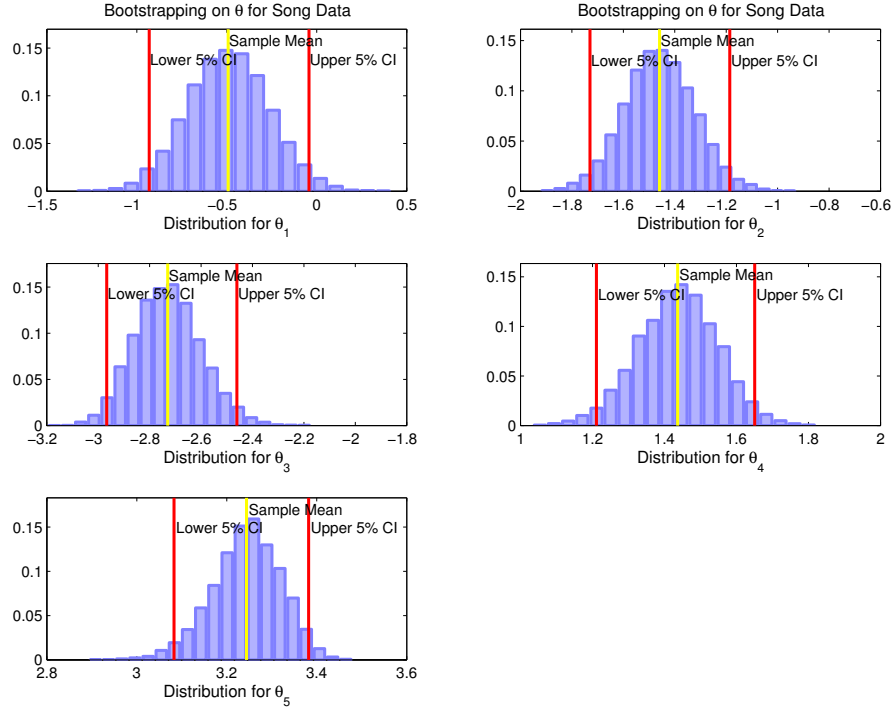 Bootstrapping on θ for Song Data
Sample Mean
Lower 5% CI
Upper 5% CI
0.15
0.1
0.05
0
−1.5 −1 −0.5 0 0.5
Distribution for θ1
Bootstrapping on θ for Song Data
Sample Mean
Lower 5% CI
Upper 5% CI
0.15
0.1
0.05
0
−2 −1.8 −1.6 −1.4 −1.2 −1 −0.8 −0.6
Distribution for θ2
Sample Mean
Lower 5% CI
Upper 5% CI
0.15
0.1
0.05
0
−3.2 −3 −2.8 −2.6 −2.4 −2.2 −2 −1.8
Distribution for θ3
Sample Mean
Lower 5% CI
Upper 5% CI
0.15
0.1
0.05
0
1 1.2 1.4 1.6 1.8 2
Distribution for θ4
Sample Mean
Lower 5% CI
Upper 5% CI
0.15
0.1
0.05
0
2.8 3 3.2 3.4 3.6
Distribution for θ5